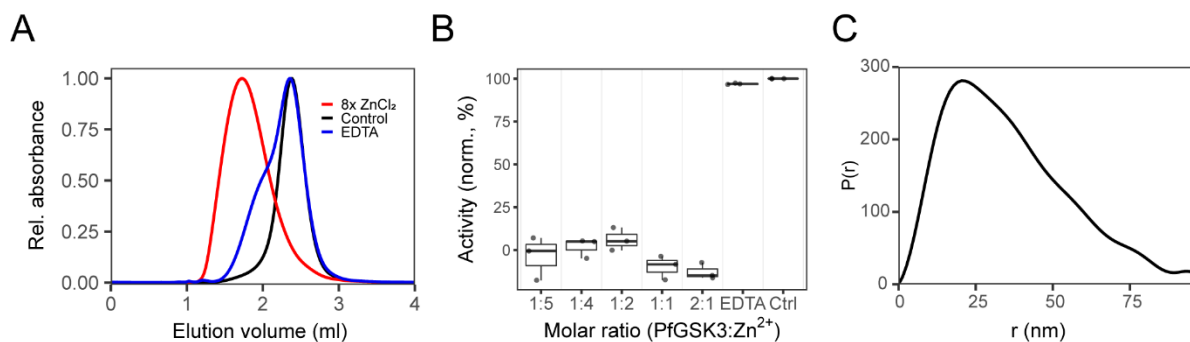 A
Rel. absorbance
1.00
0.75
0.50
0.25
0.00
0 1 2 3 4
Elution volume (ml)
8x ZnCl₂
Control
EDTA
B
Activity (norm., %)
100
75
50
25
0
1:5 1:4 1:2 1:1 2:1 EDTA Ctrl
Molar ratio (PfGSK3:Zn²⁺)
C
P(r)
300
200
100
0
0 25 50 75
r (nm)